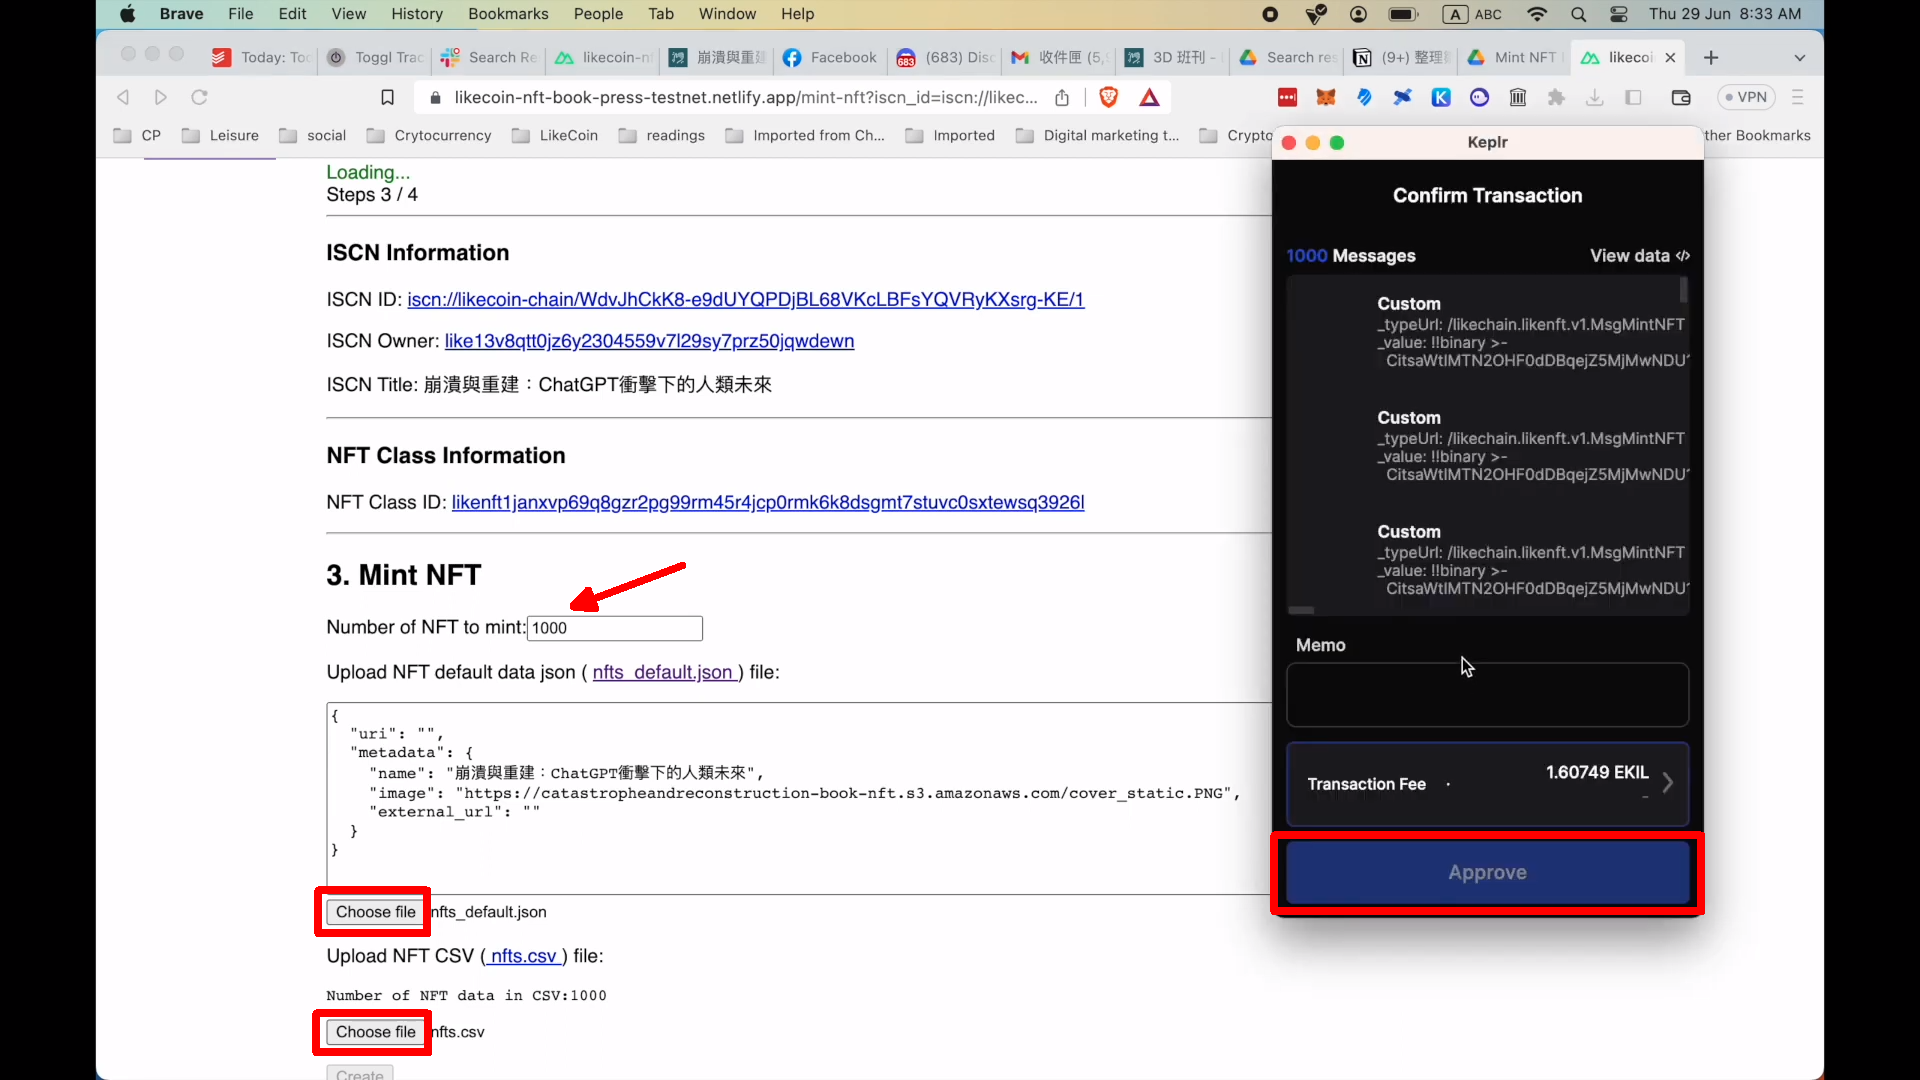 Brave File Edit View History Bookmarks People Tab Window Help
A ABC Thu 29 Jun 8:33 AM
Today: To
Toggl Tra
Search Re
likecoin-n
崩潰與重建
Facebook
683
(683) Disc
收件匣 (5,
3D 班刊 -
Search res
(9+) 整理
Mint NFT
likecoi
likecoin-nft-book-press-testnet.netlify.app/mint-nft?iscn_id=iscn://likec...
VPN
CP
Leisure
social
Crytocurrency
LikeCoin
readings
Imported from Ch...
Imported
Digital marketing t...
Crypto
ther Bookmarks
Loading...
Steps 3 / 4
ISCN Information
ISCN ID: iscn://likecoin-chain/WdvJhCkK8-e9dUYQPDjBL68VKcLBFsYQVRyKXsrg-KE/1
ISCN Owner: like13v8qtt0jz6y2304559v7l29sy7prz50jqwdewn
ISCN Title: 崩潰與重建：ChatGPT衝擊下的人類未來
NFT Class Information
NFT Class ID: likenft1janxvp69q8gzr2pg99rm45r4jcp0rmk6k8dsgmt7stuvc0sxtewsq3926l
3. Mint NFT
Number of NFT to mint: 1000
Upload NFT default data json ( nfts_default.json ) file:
{
"uri": "",
"metadata": {
"name": "崩潰與重建：ChatGPT衝擊下的人類未來",
"image": "https://catastropheandreconstruction-book-nft.s3.amazonaws.com/cover_static.PNG",
"external_url": ""
}
}
Choose file nfts_default.json
Upload NFT CSV ( nfts.csv ) file:
Number of NFT data in CSV:1000
Choose file nfts.csv
Create
Keplr
Confirm Transaction
1000 Messages View data </>
Custom
_typeUrl: /likechain.likenft.v1.MsgMintNFT
_value: !!binary >-
CitsaWtlMTN2OHF0dDBqejZ5MjMwNDU
Custom
_typeUrl: /likechain.likenft.v1.MsgMintNFT
_value: !!binary >-
CitsaWtlMTN2OHF0dDBqejZ5MjMwNDU
Custom
_typeUrl: /likechain.likenft.v1.MsgMintNFT
_value: !!binary >-
CitsaWtlMTN2OHF0dDBqejZ5MjMwNDU
Memo
Transaction Fee · 1.60749 EKIL
-
Approve